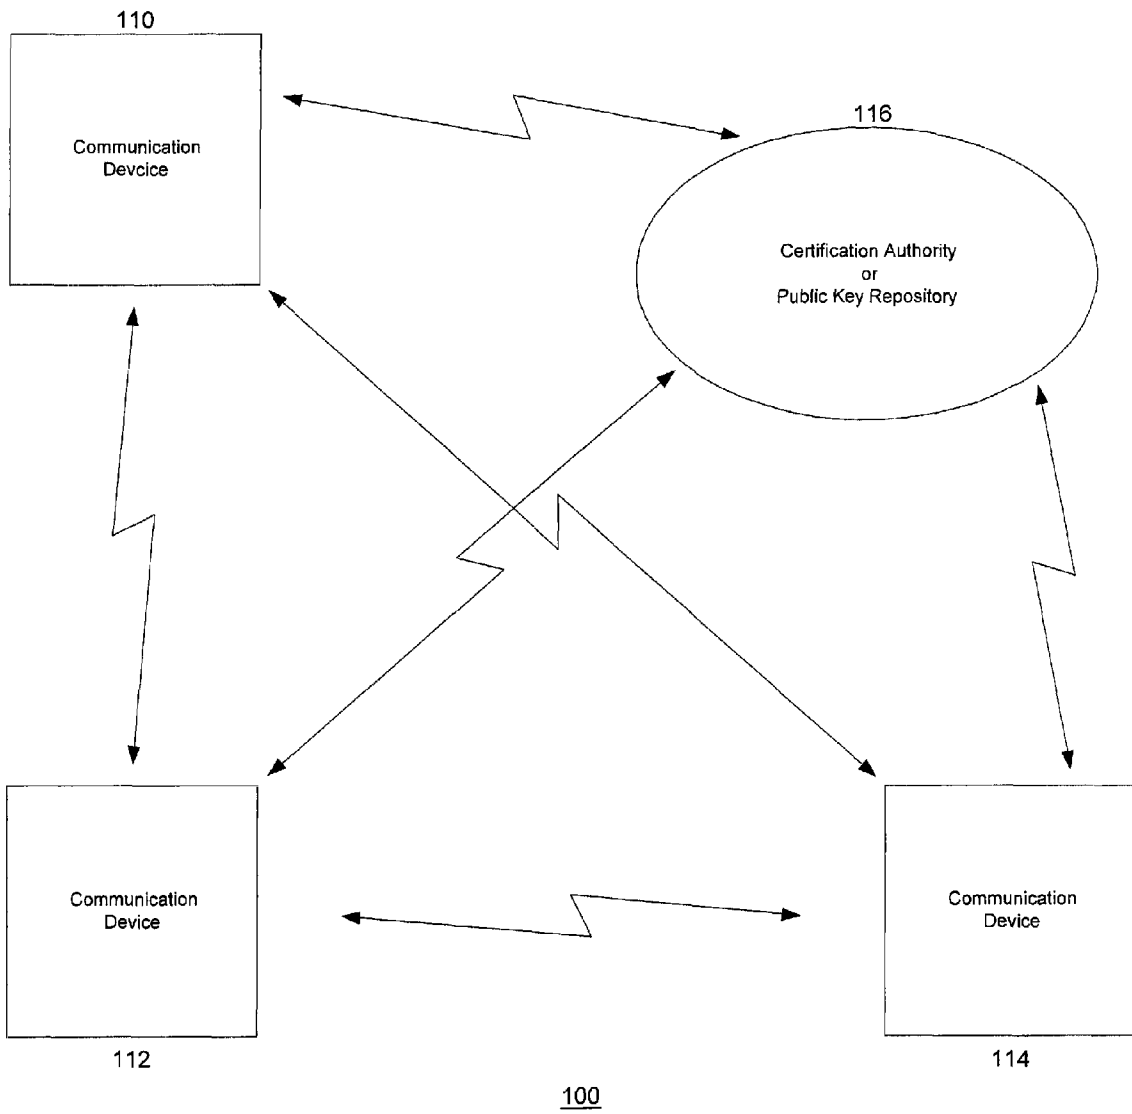 110
Communication
Devcice
116
Certification Authority
or
Public Key Repository
Communication
Device
112
Communication
Device
114
100